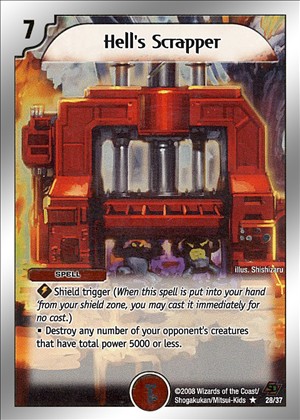 7
Hell's Scrapper
illus. Shishizaru
SPELL
Shield trigger (When this spell is put into your hand
from your shield zone, you may cast it immediately for
no cost.)
▪ Destroy any number of your opponent's creatures
that have total power 5000 or less.
©2008 Wizards of the Coast/
Shogakukan/Mitsui-Kids ★ 28/37